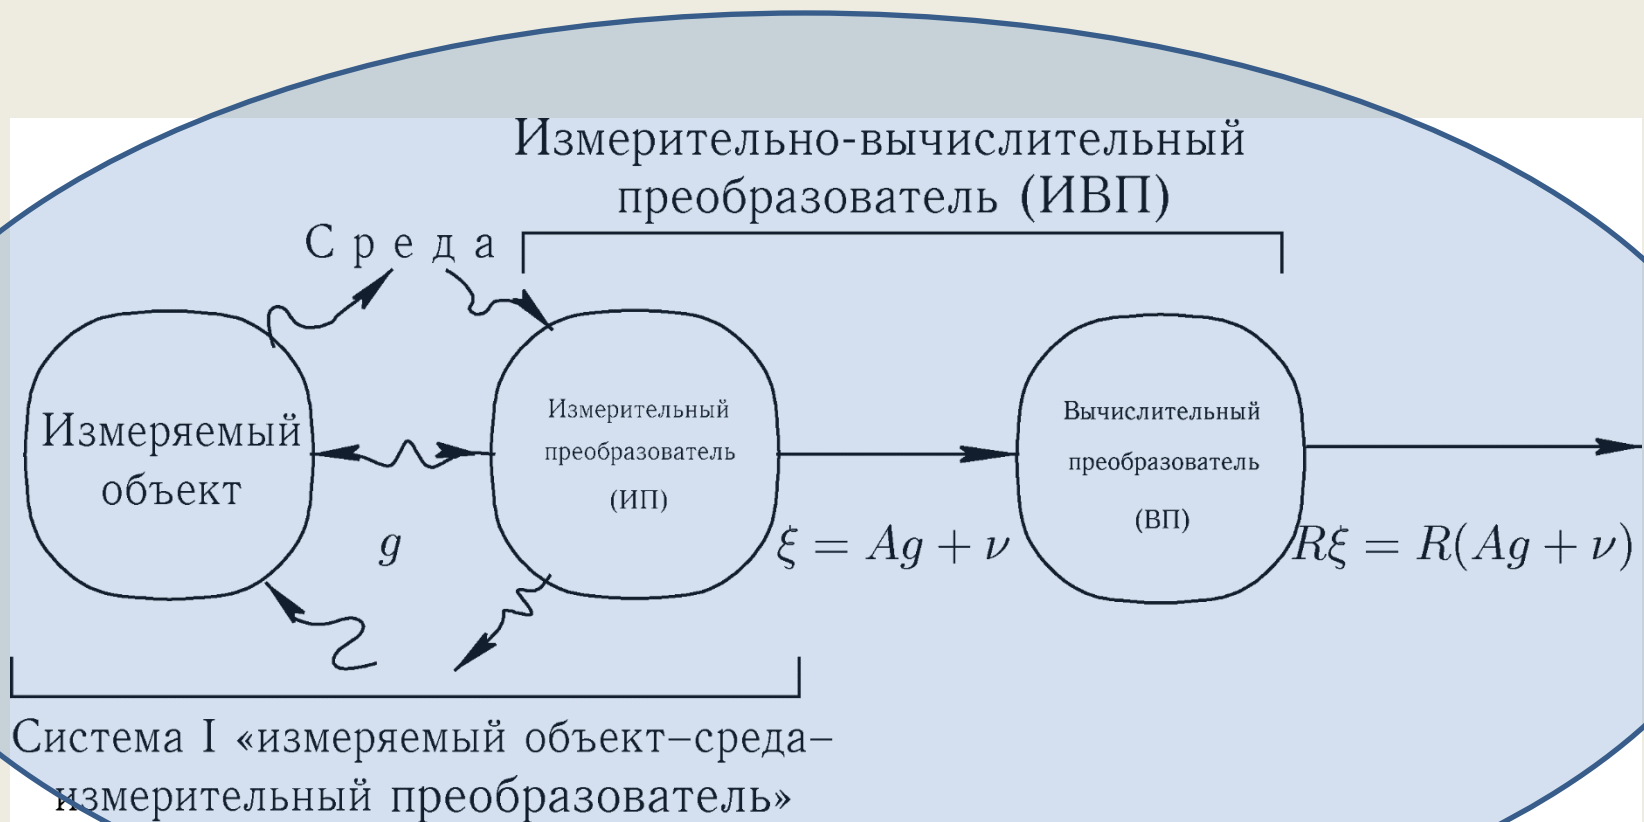 Измерительно-вычислительный
преобразователь (ИВП)
Среда
Измеряемый
объект
g
Измерительный
преобразователь
(ИП)
ξ = Ag + ν
Вычислительный
преобразователь
(ВП)
Rξ = R(Ag + ν)
Система I «измеряемый объект–среда–
измерительный преобразователь»